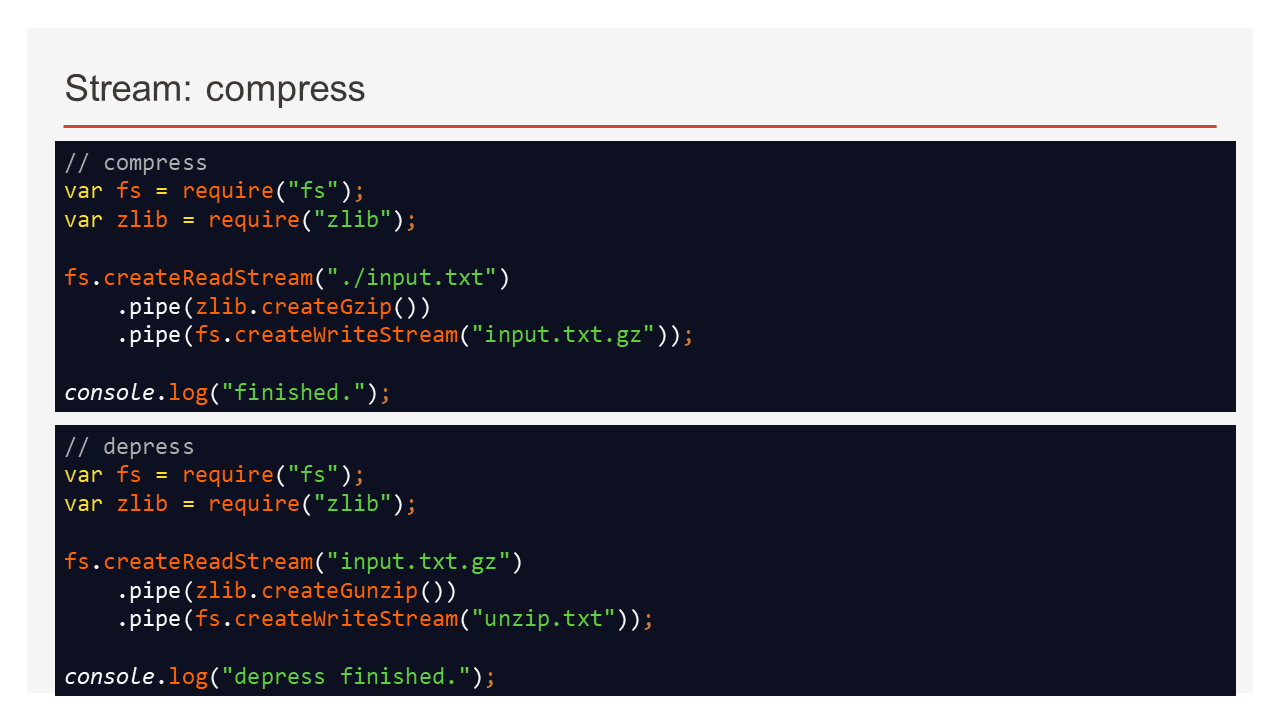 Stream: compress
// compress
var fs = require("fs");
var zlib = require("zlib");
fs.createReadStream("./input.txt")
    .pipe(zlib.createGzip())
    .pipe(fs.createWriteStream("input.txt.gz"));
console.log("finished.");
// depress
var fs = require("fs");
var zlib = require("zlib");
fs.createReadStream("input.txt.gz")
    .pipe(zlib.createGunzip())
    .pipe(fs.createWriteStream("unzip.txt"));
console.log("depress finished.");